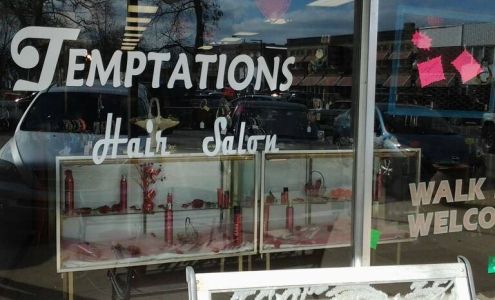 TEMPTATIONS
Hair Salon
WALK
WELCO